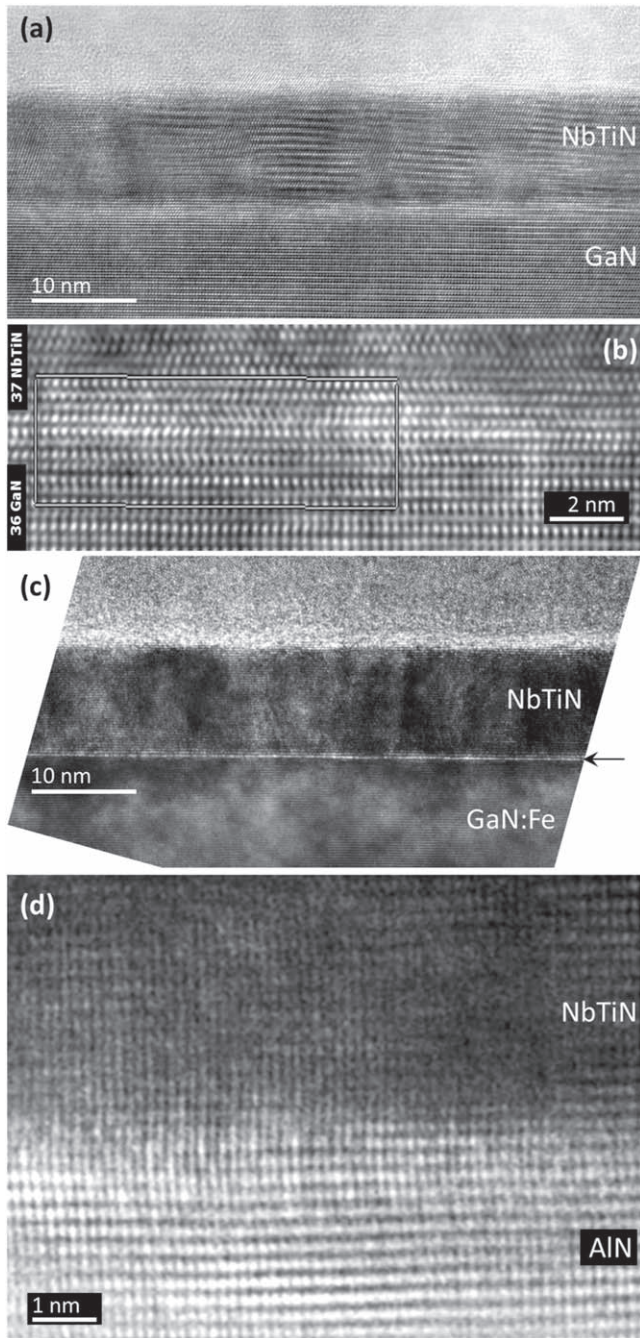 (a)
NbTiN
GaN
10 nm
(b)
37 NbTiN
36 GaN
2 nm
(c)
NbTiN
10 nm
GaN:Fe
(d)
NbTiN
AlN
1 nm